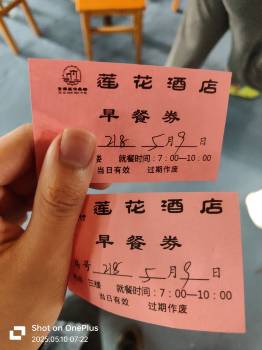 莲花酒店
早餐券
218 5月9日
楼 就餐时间：7：00—10：00
当日有效 过期作废
莲花酒店
早餐券
号 218 5月9日
三楼 就餐时间：7：00—10：00
当日有效 过期作废
Shot on OnePlus
2025.05.10 07:22